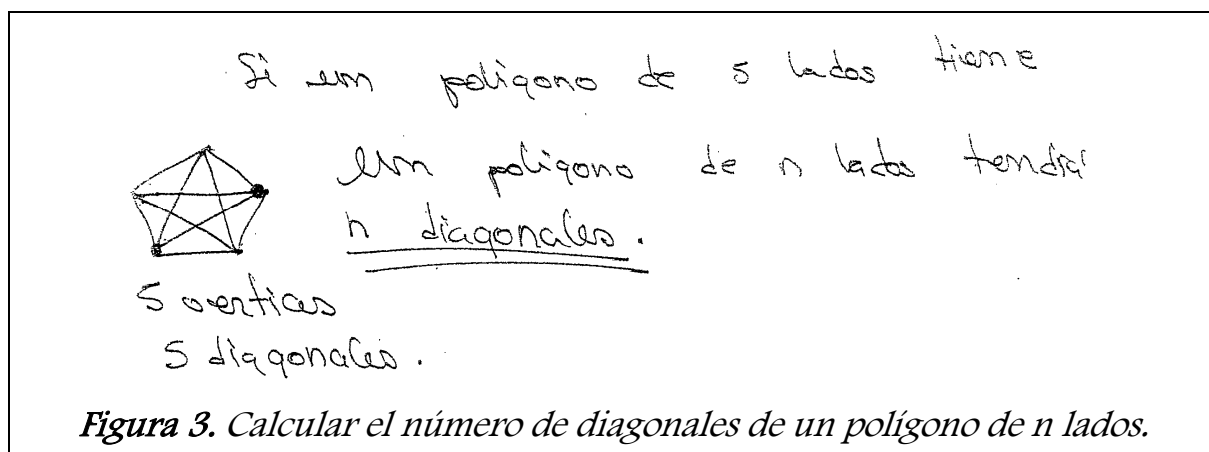 Si un polígono de 5 lados tiene
un polígono de n lados tendrá
n diagonales.
5 vertices
5 diagonales.
Figura 3. Calcular el número de diagonales de un polígono de n lados.